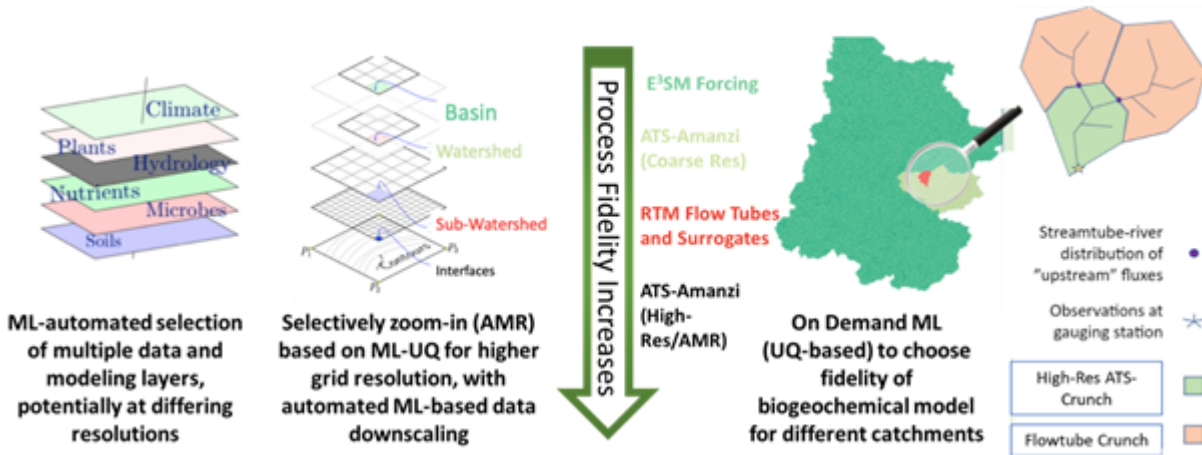 Climate
Plants
Hydrology
Nutrients
Microbes
Soils
ML-automated selection
of multiple data and
modeling layers,
potentially at differing
resolutions
Basin
Watershed
Sub-Watershed
Interfaces
P₁
P₂
P₃
Selectively zoom-in (AMR)
based on ML-UQ for higher
grid resolution, with
automated ML-based data
downscaling
Process Fidelity Increases
E³SM Forcing
ATS-Amanzi
(Coarse Res)
RTM Flow Tubes
and Surrogates
ATS-Amanzi
(High-
Res/AMR)
On Demand ML
(UQ-based) to choose
fidelity of
biogeochemical model
for different catchments
Streamtube-river
distribution of
"upstream" fluxes
Observations at
gauging station
High-Res ATS-
Crunch
Flowtube Crunch